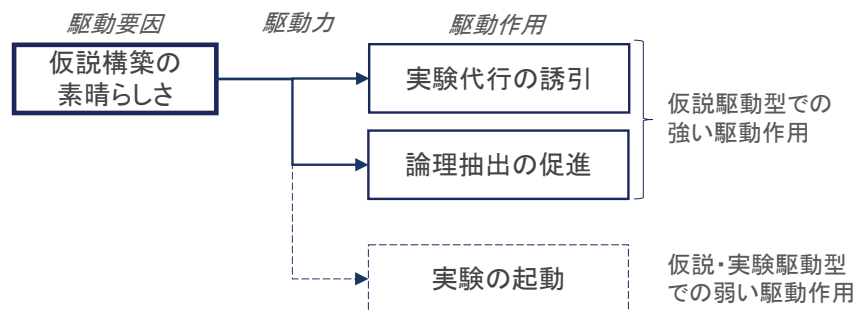 駆動要因
駆動力
駆動作用
仮説構築の
素晴らしさ
実験代行の誘引
論理抽出の促進
仮説駆動型での
強い駆動作用
実験の起動
仮説・実験駆動型
での弱い駆動作用